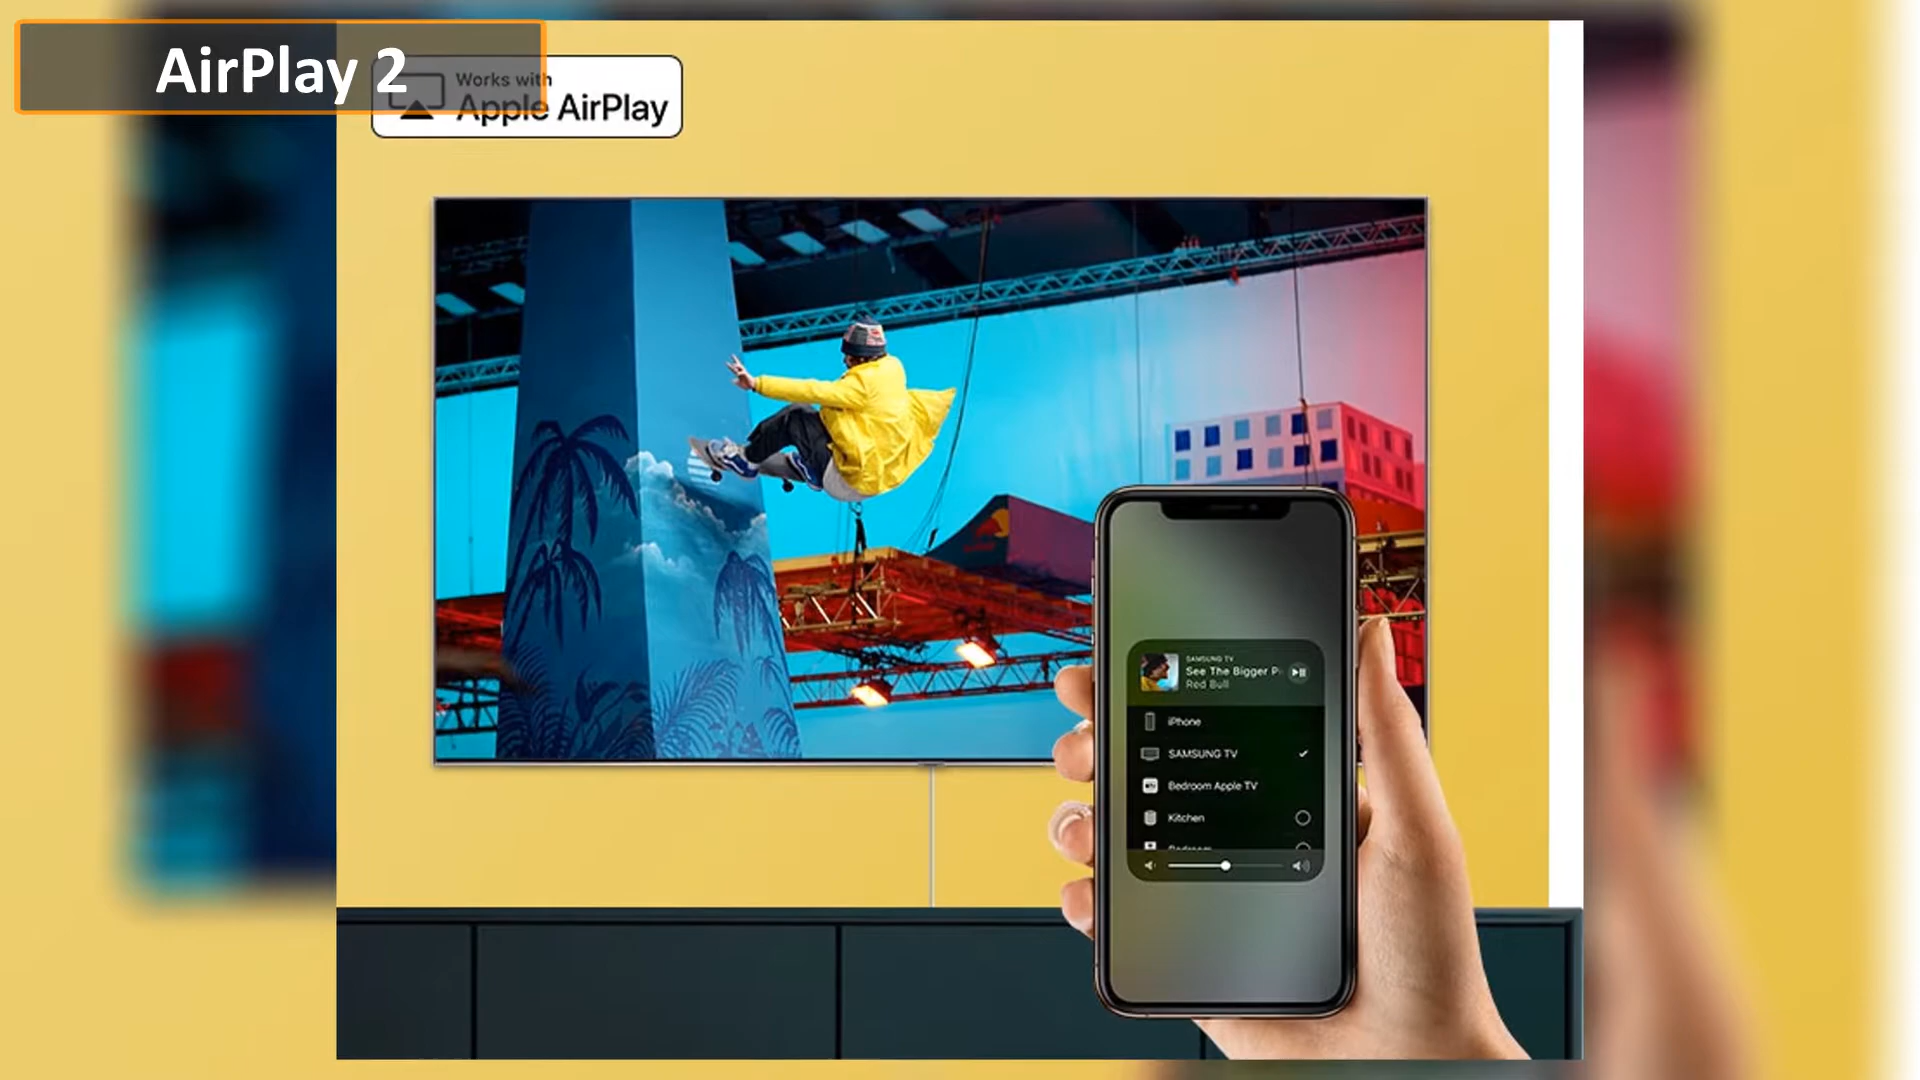 AirPlay 2
Works with
Apple AirPlay
SAMSUNG TV
See The Bigger P
Red Bull
iPhone
SAMSUNG TV
Bedroom Apple TV
Kitchen
Bedroom